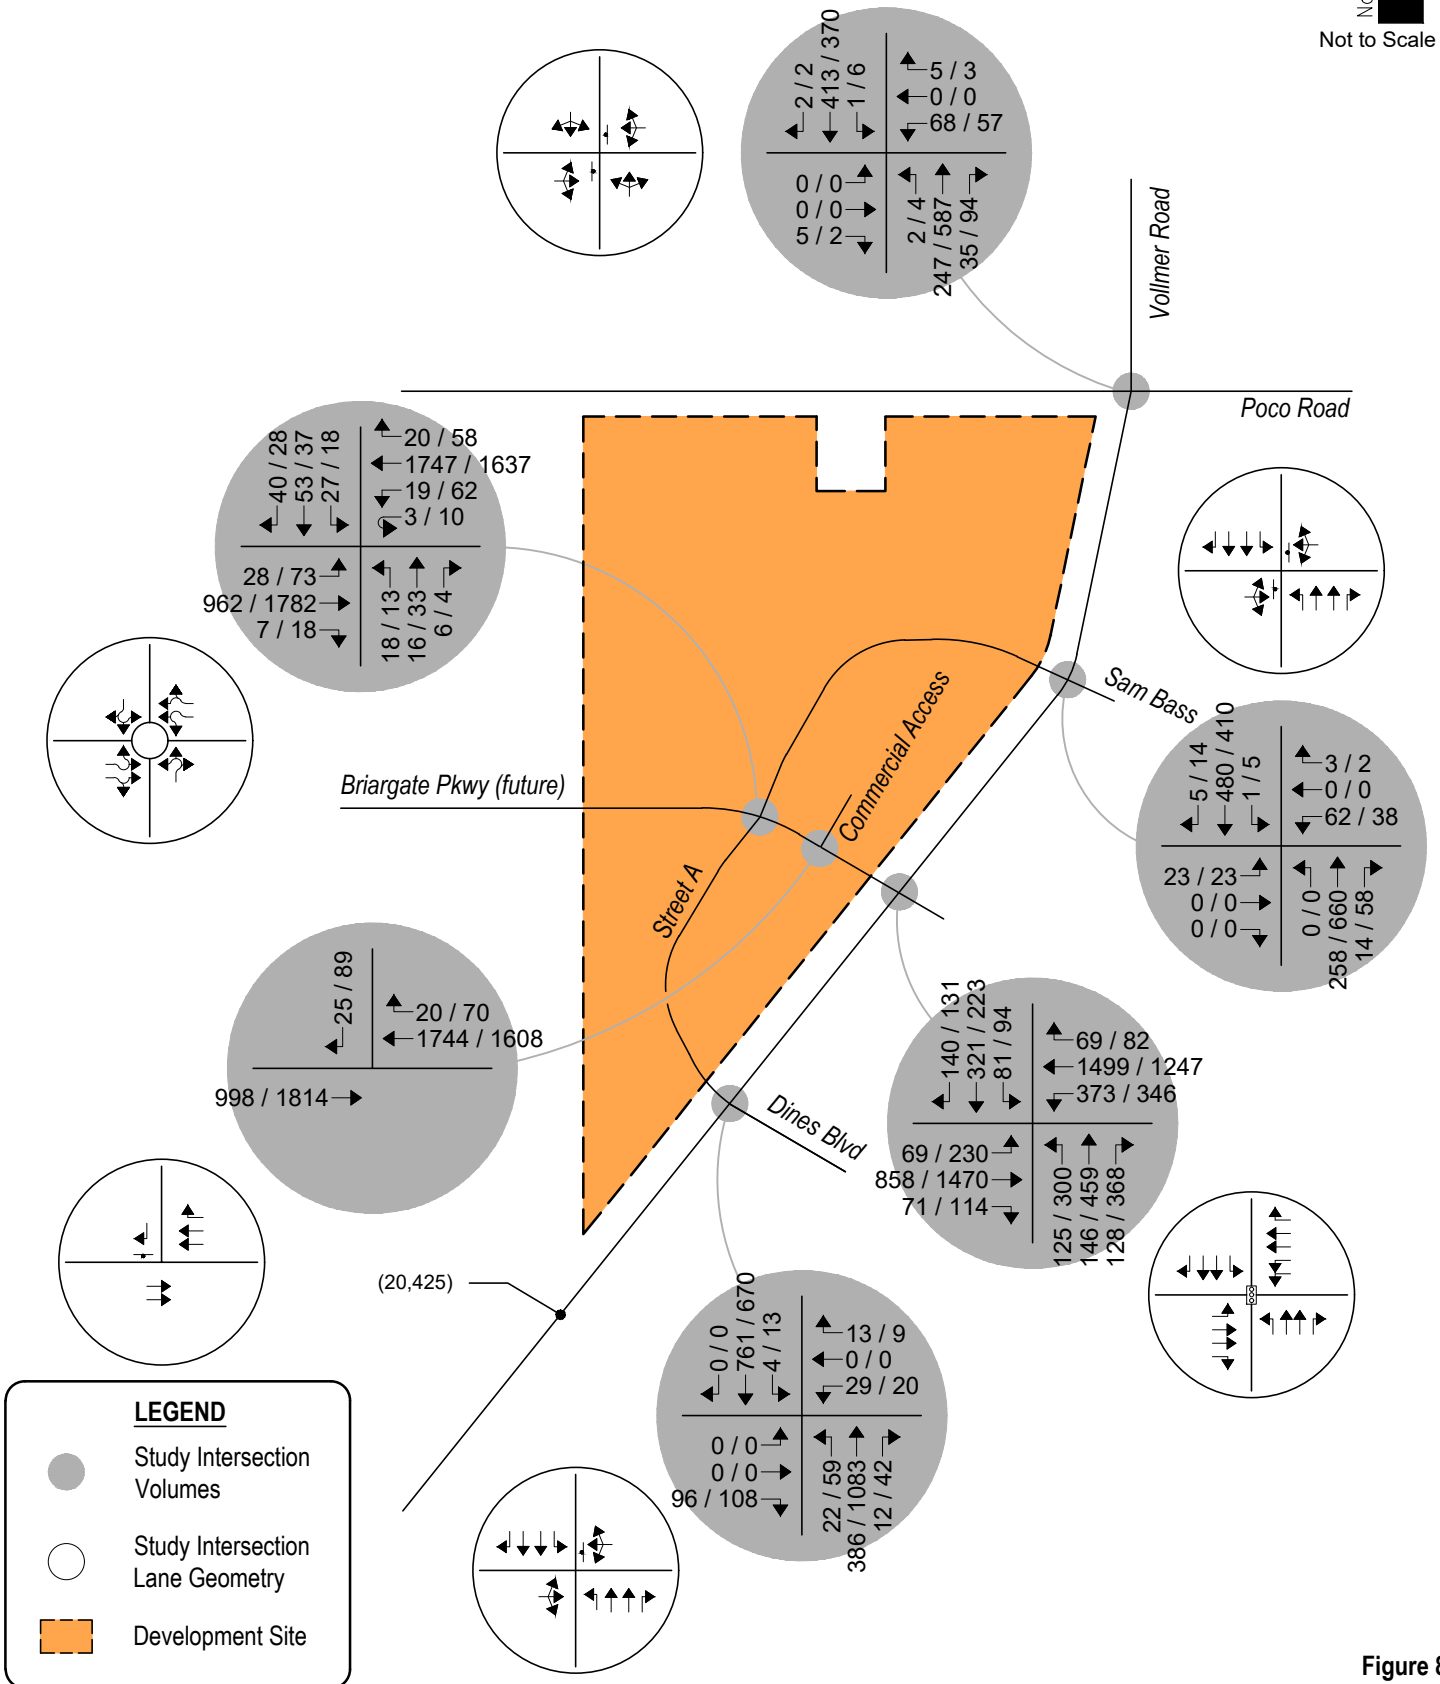 Not to Scale
2 / 2
413 / 370
1 / 6
5 / 3
0 / 0
68 / 57
0 / 0
0 / 0
5 / 2
2 / 4
247 / 587
35 / 94
Vollmer Road
Poco Road
40 / 28
53 / 37
27 / 18
20 / 58
1747 / 1637
19 / 62
3 / 10
28 / 73
962 / 1782
7 / 18
18 / 13
16 / 33
6 / 4
Sam Bass
Commercial Access
Briargate Pkwy (future)
Street A
5 / 14
480 / 410
1 / 5
3 / 2
0 / 0
62 / 38
23 / 23
0 / 0
0 / 0
0 / 0
258 / 660
14 / 58
25 / 89
20 / 70
1744 / 1608
998 / 1814
140 / 131
321 / 223
81 / 94
69 / 82
1499 / 1247
373 / 346
69 / 230
858 / 1470
71 / 114
125 / 300
146 / 459
128 / 368
Dines Blvd
(20,425)
0 / 0
761 / 670
4 / 13
13 / 9
0 / 0
29 / 20
0 / 0
0 / 0
96 / 108
22 / 59
386 / 1083
12 / 42
LEGEND
Study Intersection
Volumes
Study Intersection
Lane Geometry
Development Site
Figure 8